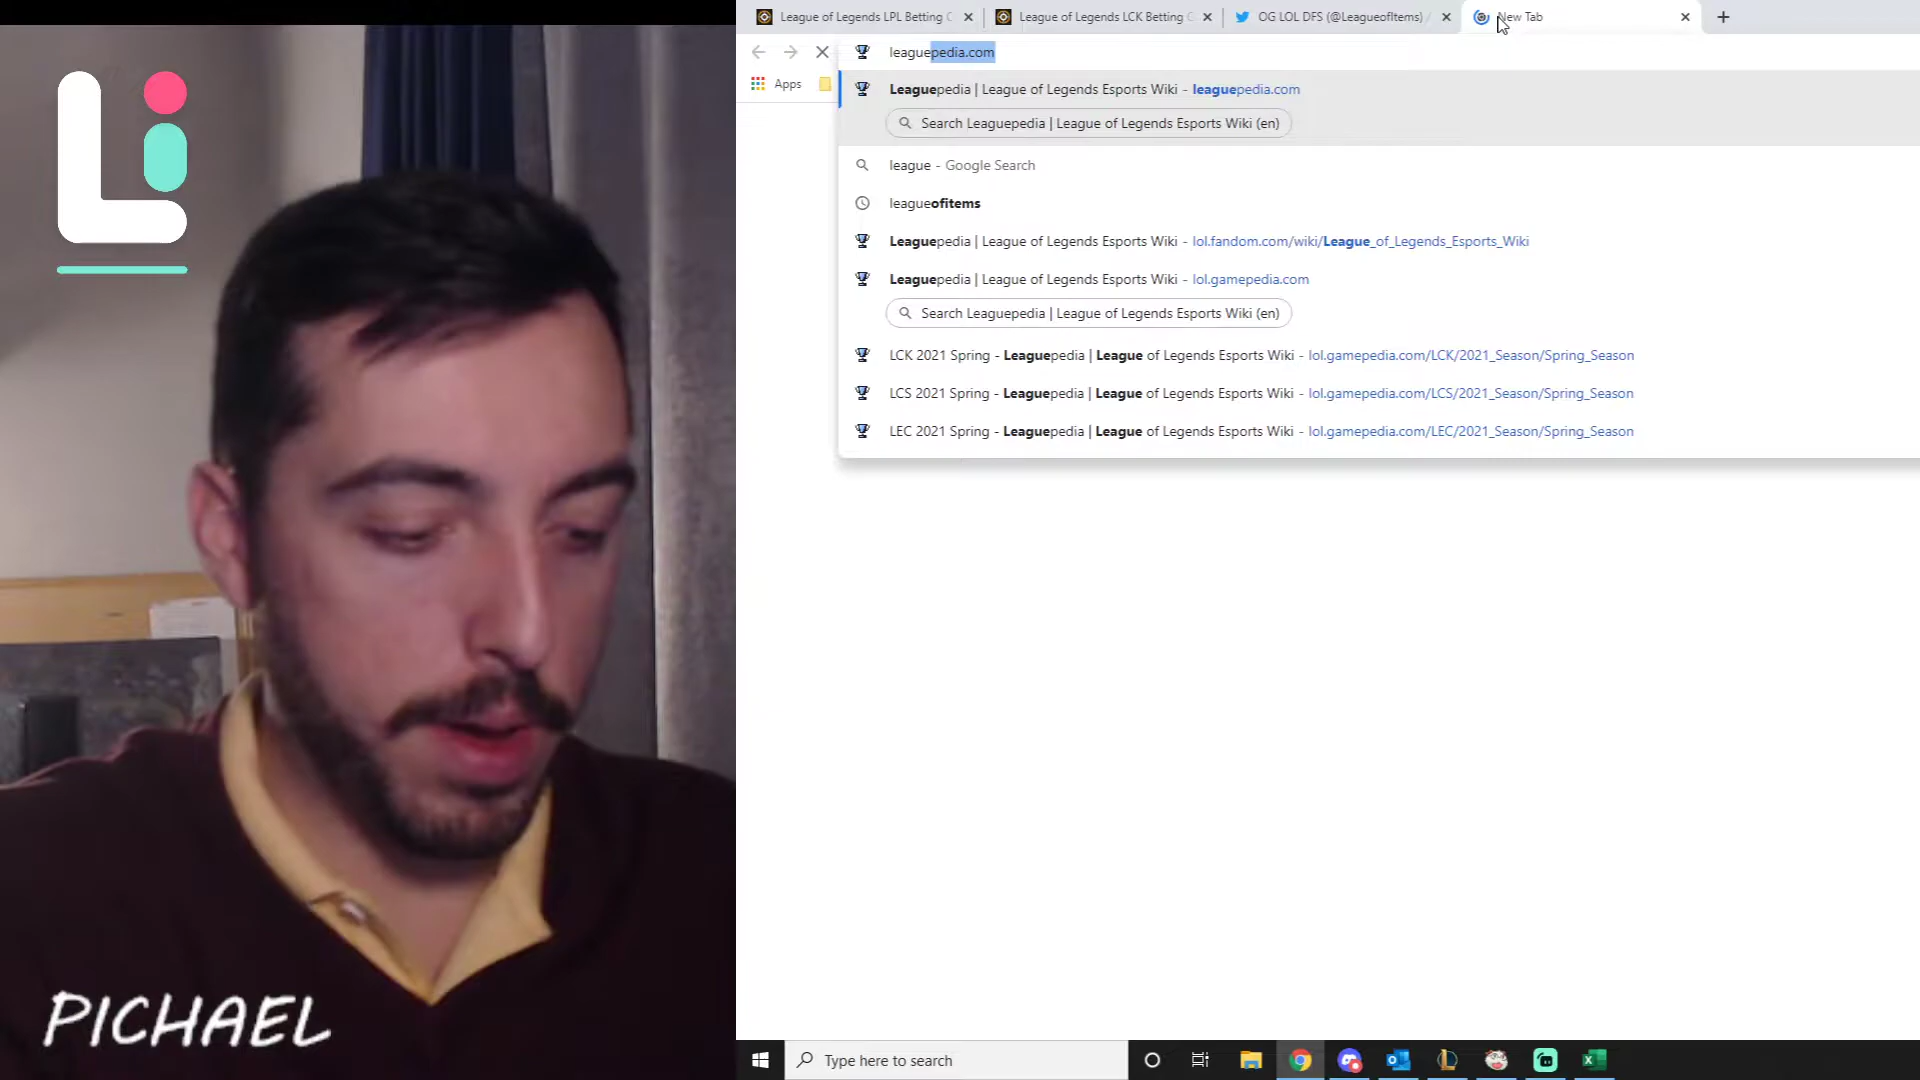 League of Legends LPL Betting
League of Legends LCK Betting
OG LOL DFS (@LeagueofItems) /
New Tab
leaguepedia.com
Apps
Leaguepedia | League of Legends Esports Wiki - leaguepedia.com
Search Leaguepedia | League of Legends Esports Wiki (en)
league - Google Search
leagueofitems
Leaguepedia | League of Legends Esports Wiki - lol.fandom.com/wiki/League_of_Legends_Esports_Wiki
Leaguepedia | League of Legends Esports Wiki - lol.gamepedia.com
Search Leaguepedia | League of Legends Esports Wiki (en)
LCK 2021 Spring - Leaguepedia | League of Legends Esports Wiki - lol.gamepedia.com/LCK/2021_Season/Spring_Season
LCS 2021 Spring - Leaguepedia | League of Legends Esports Wiki - lol.gamepedia.com/LCS/2021_Season/Spring_Season
LEC 2021 Spring - Leaguepedia | League of Legends Esports Wiki - lol.gamepedia.com/LEC/2021_Season/Spring_Season
Li
PICHAEL
Type here to search